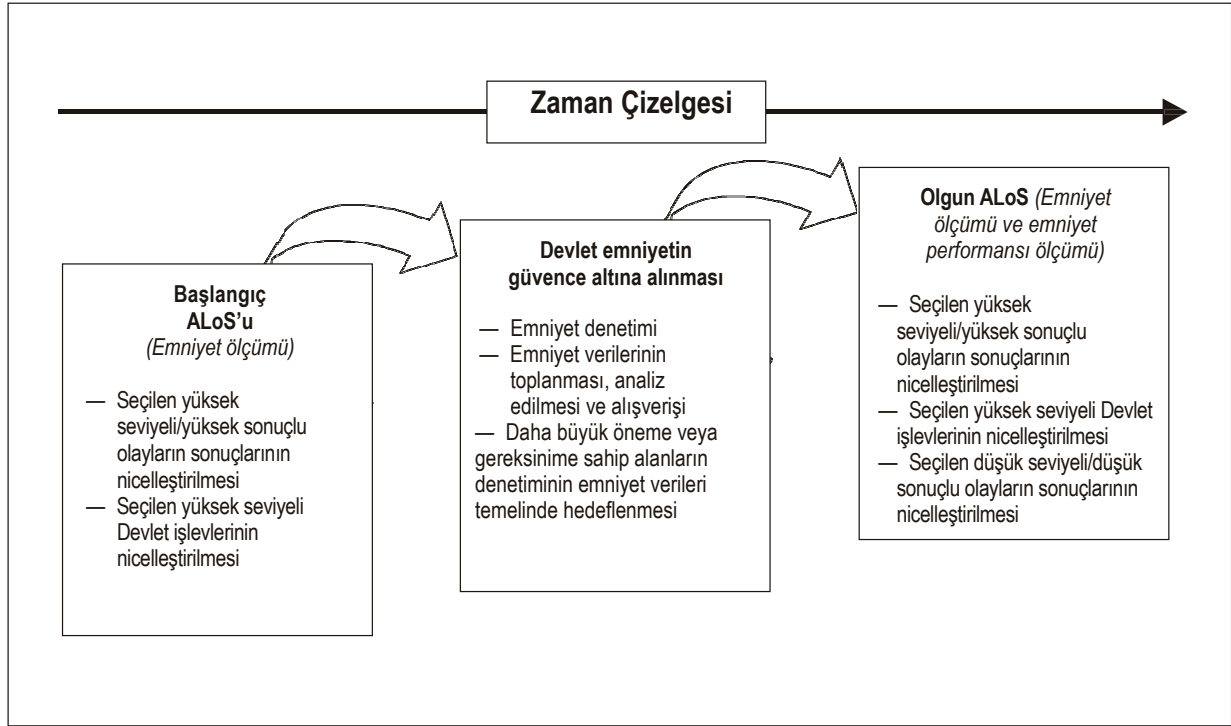 Zaman Çizelgesi
Başlangıç
ALoS’u
(Emniyet ölçümü)
— Seçilen yüksek
seviyeli/yüksek sonuçlu
olayların sonuçlarının
nicelleştirilmesi
— Seçilen yüksek seviyeli
Devlet işlevlerinin
nicelleştirilmesi
Devlet emniyetin
güvence altına alınması
— Emniyet denetimi
— Emniyet verilerinin
toplanması, analiz
edilmesi ve alışverişi
— Daha büyük öneme veya
gereksinime sahip alanların
denetiminin emniyet verileri
temelinde hedeflenmesi
Olgun ALoS (Emniyet
ölçümü ve emniyet
performansı ölçümü)
— Seçilen yüksek
seviyeli/yüksek sonuçlu
olayların sonuçlarının
nicelleştirilmesi
— Seçilen yüksek seviyeli Devlet
işlevlerinin nicelleştirilmesi
— Seçilen düşük seviyeli/düşük
sonuçlu olayların sonuçlarının
nicelleştirilmesi